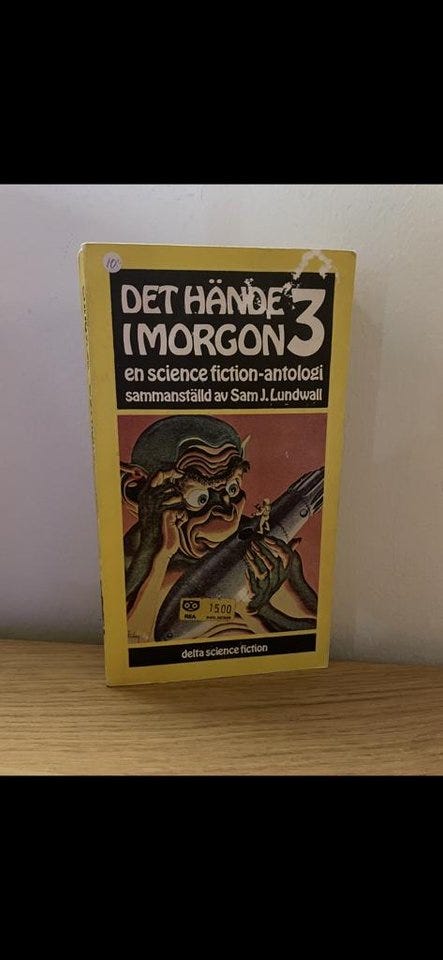 10:-
DET HÄNDE
I MORGON 3
en science fiction-antologi
sammanställd av Sam J. Lundwall
REA
15.00
delta science fiction